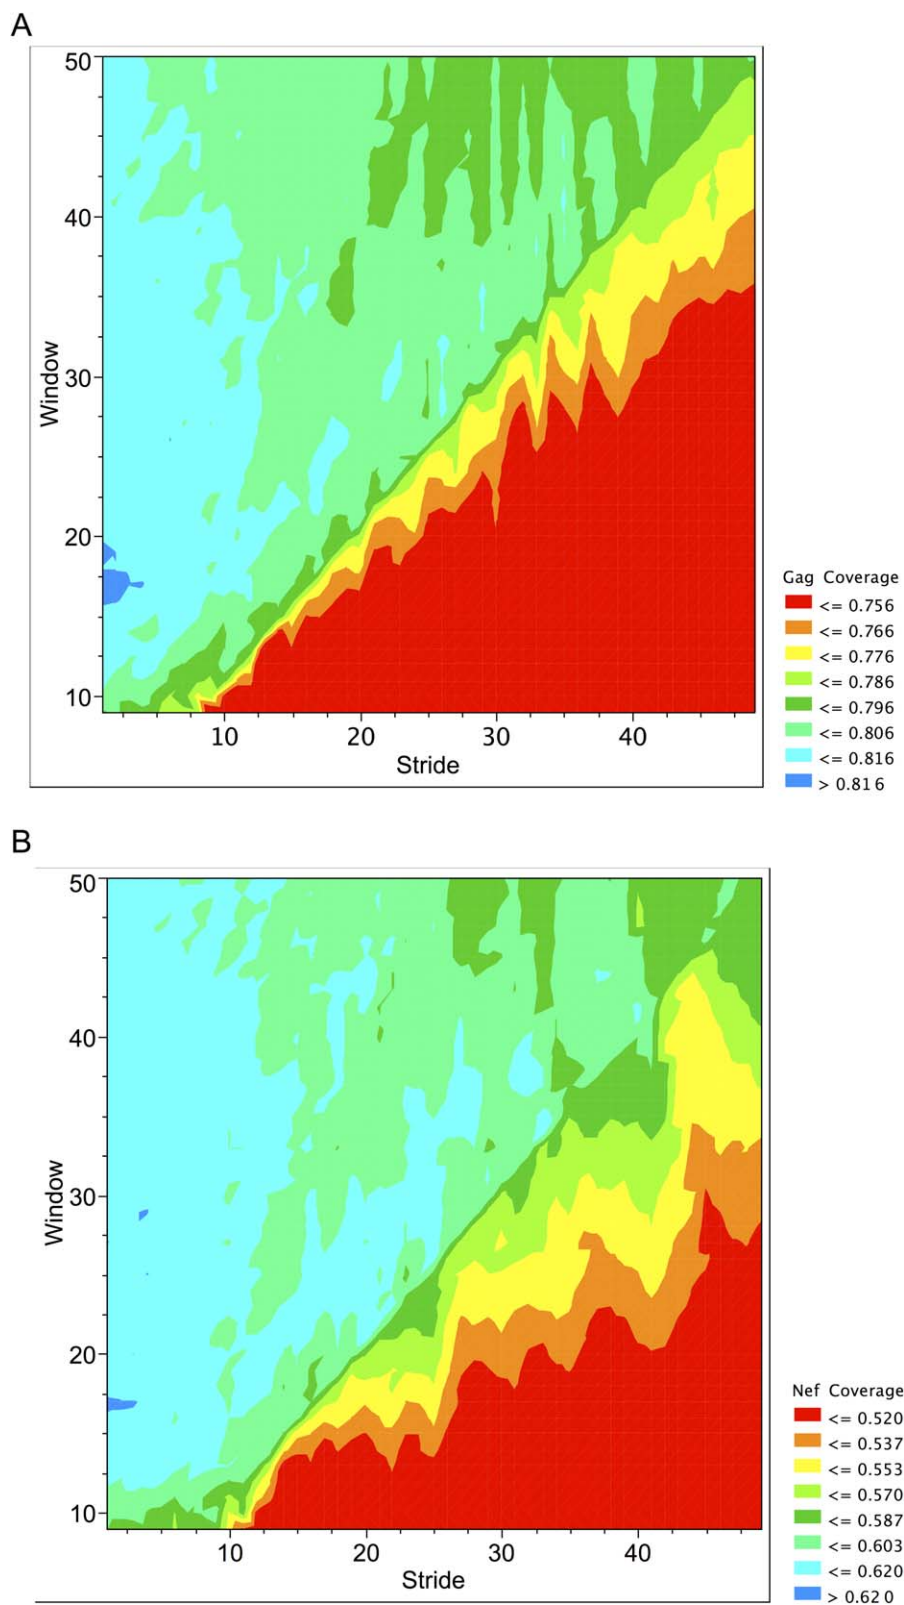 A
50
40
30
20
10
Window
10 20 30 40
Stride
Gag Coverage
<= 0.756
<= 0.766
<= 0.776
<= 0.786
<= 0.796
<= 0.806
<= 0.816
> 0.816
B
50
40
30
20
10
Window
10 20 30 40
Stride
Nef Coverage
<= 0.520
<= 0.537
<= 0.553
<= 0.570
<= 0.587
<= 0.603
<= 0.620
> 0.620